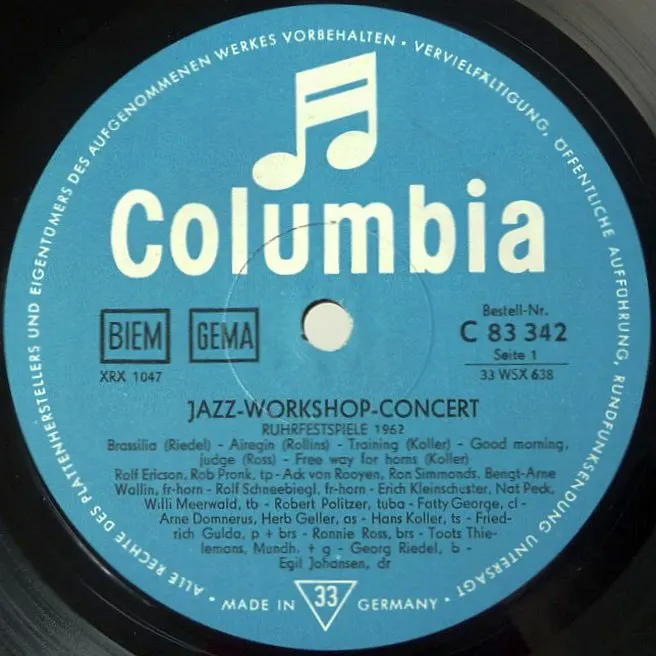 ALLE RECHTE DES PLATTENHERSTELLERS UND EIGENTÜMERS DES AUFGENOMMENEN WERKES VORBEHALTEN · VERVIELFÄLTIGUNG, ÖFFENTLICHE AUFFÜHRUNG, RUNDFUNKSENDUNG UNTERSAGT ·
Columbia
BIEM GEMA
XRX 1047
Bestell-Nr.
C 83 342
Seite 1
33 WSX 638
JAZZ-WORKSHOP-CONCERT
RUHRFESTSPIELE 1962
Brassilia (Riedel) - Airegin (Rollins) - Training (Koller) - Good morning,
judge (Ross) - Free way for horns (Koller)
Rolf Ericson, Rob Pronk, tp - Ack van Rooyen, Ron Simmonds, Bengt-Arne
Wallin, fr-horn - Rolf Schneebiegl, fr-horn - Erich Kleinschuster, Nat Peck,
Willi Meerwald, tb - Robert Politzer, tuba - Fatty George, cl -
Arne Domnerus, Herb Geller, as - Hans Koller, ts - Fried-
rich Gulda, p + brs - Ronnie Ross, brs - Toots Thie-
lemans, Mundh. + g - Georg Riedel, b -
Egil Johansen, dr
MADE IN 33 GERMANY